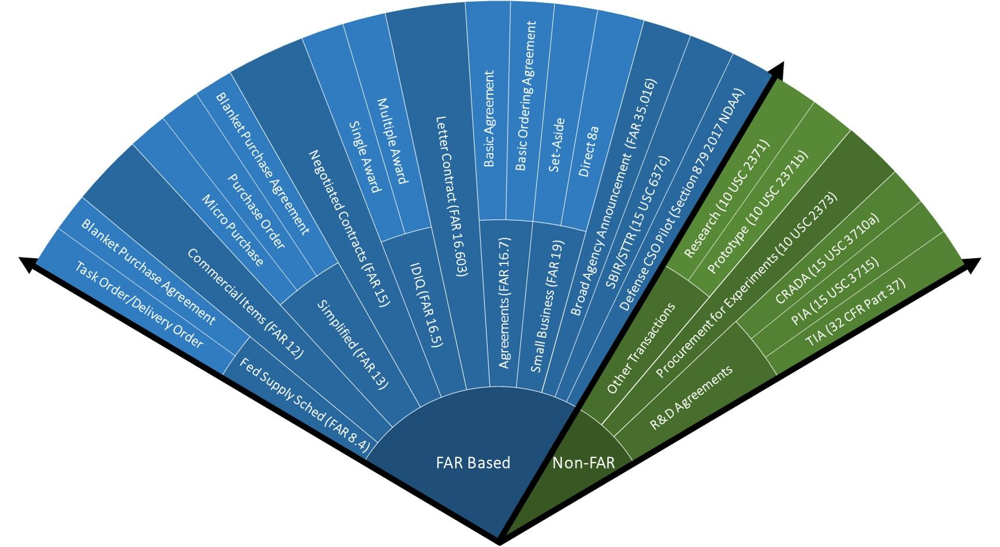 Task Order/Delivery Order
Blanket Purchase Agreement
Fed Supply Sched (FAR 8.4)
Commercial Items (FAR 12)
Micro Purchase
Purchase Order
Blanket Purchase Agreement
Simplified (FAR 13)
Negotiated Contracts (FAR 15)
Single Award
Multiple Award
IDIQ (FAR 16.5)
Letter Contract (FAR 16.603)
Basic Agreement
Basic Ordering Agreement
Agreements (FAR 16.7)
Set-Aside
Direct 8a
Small Business (FAR 19)
Broad Agency Announcement (FAR 35.016)
SBIR/STTR (15 USC 637c)
Defense CSO Pilot (Section 879 2017 NDAA)
FAR Based
Research (10 USC 2371)
Prototype (10 USC 2371b)
Other Transactions
Procurement for Experiments (10 USC 2373)
CRADA (15 USC 3710a)
PIA (15 USC 3715)
TIA (32 CFR Part 37)
R&D Agreements
Non-FAR